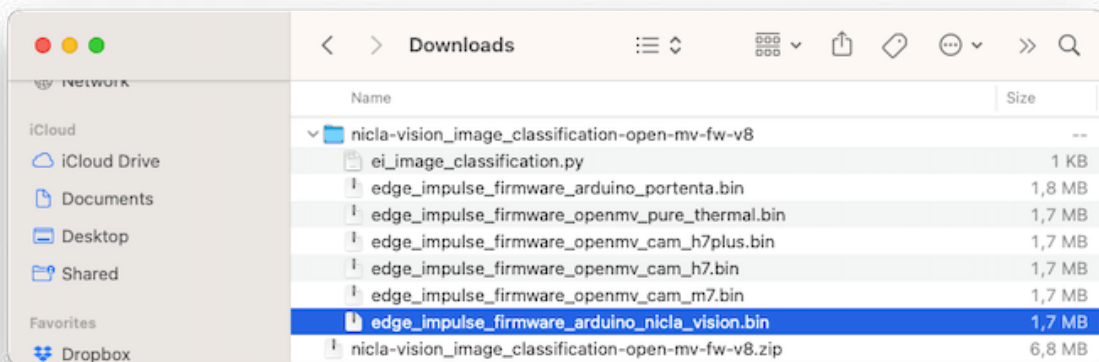 Downloads
Network
Name Size
iCloud
nicla-vision_image_classification-open-mv-fw-v8 --
iCloud Drive
ei_image_classification.py 1 KB
edge_impulse_firmware_arduino_portenta.bin 1,8 MB
Documents
edge_impulse_firmware_openmv_pure_thermal.bin 1,7 MB
Desktop
edge_impulse_firmware_openmv_cam_h7plus.bin 1,7 MB
Shared
edge_impulse_firmware_openmv_cam_h7.bin 1,7 MB
edge_impulse_firmware_openmv_cam_m7.bin 1,7 MB
Favorites
edge_impulse_firmware_arduino_nicla_vision.bin 1,7 MB
Dropbox
nicla-vision_image_classification-open-mv-fw-v8.zip 6,8 MB